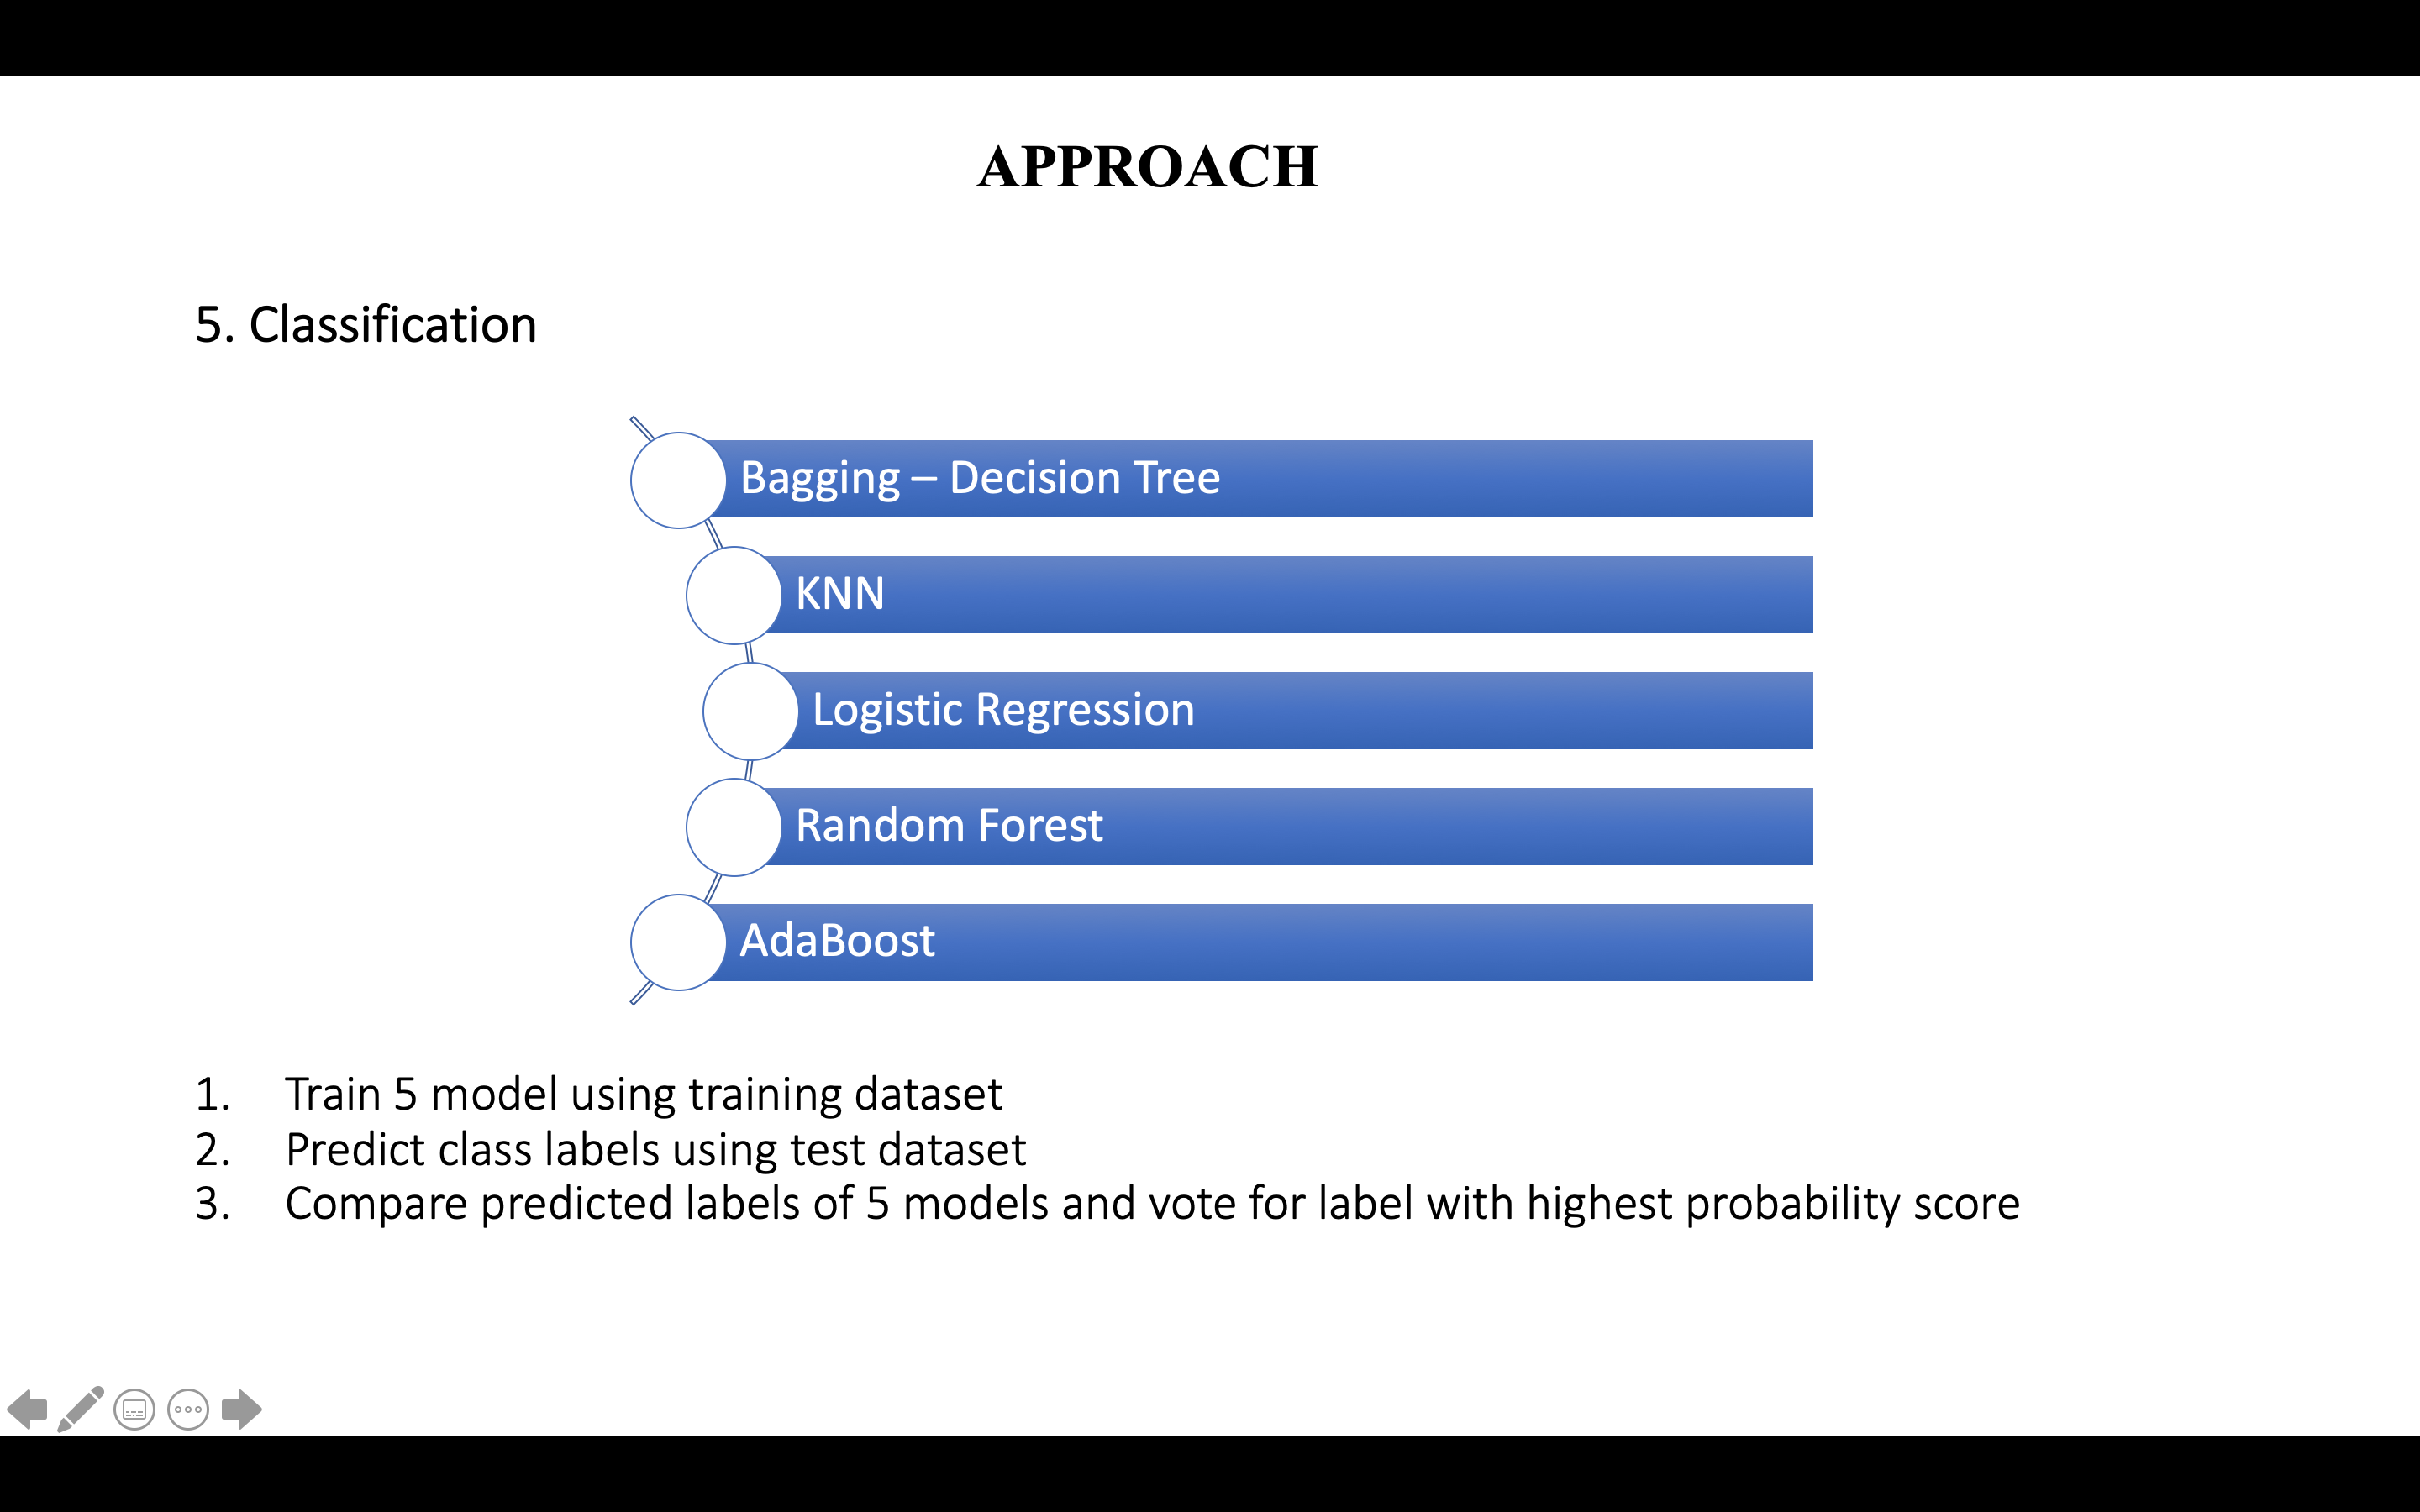 APPROACH
5. Classification
Bagging – Decision Tree
KNN
Logistic Regression
Random Forest
AdaBoost
1. Train 5 model using training dataset
2. Predict class labels using test dataset
3. Compare predicted labels of 5 models and vote for label with highest probability score